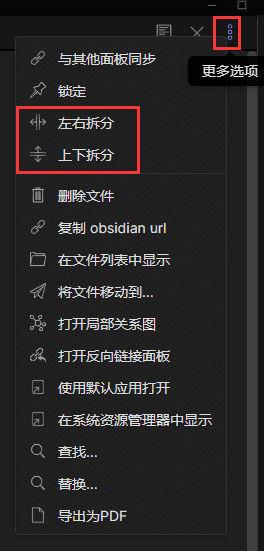 更多选项
与其他面板同步
锁定
左右拆分
上下拆分
删除文件
复制 obsidian url
在文件列表中显示
将文件移动到...
打开局部关系图
打开反向链接面板
使用默认应用打开
在系统资源管理器中显示
查找...
替换...
导出为PDF